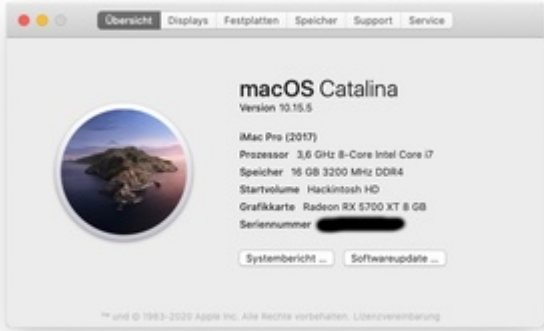 Übersicht Displays Festplatten Speicher Support Service
macOS Catalina
Version 10.15.5
iMac Pro (2017)
Prozessor 3,6 GHz 8-Core Intel Core i7
Speicher 16 GB 3200 MHz DDR4
Startvolume Hackintosh HD
Grafikkarte Radeon RX 5700 XT 8 GB
Seriennummer
Systembericht ... Softwareupdate ...
™ und © 1983-2020 Apple Inc. Alle Rechte vorbehalten. Lizenzvereinbarung